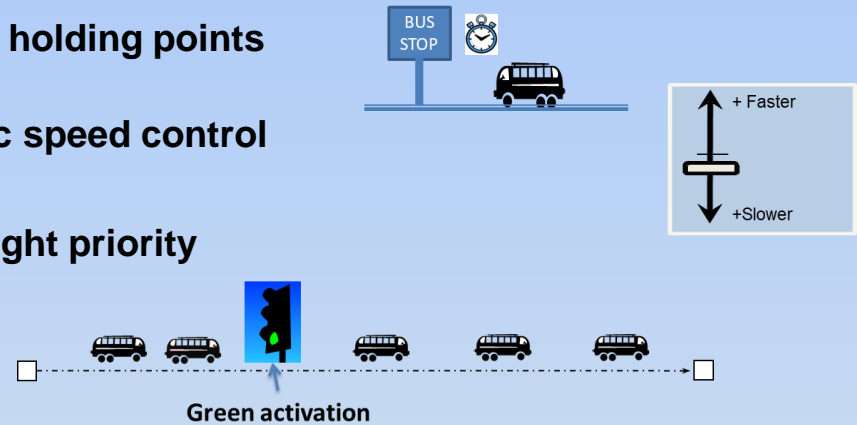 holding points
BUS
STOP
+ Faster
c speed control
+Slower
ght priority
Green activation